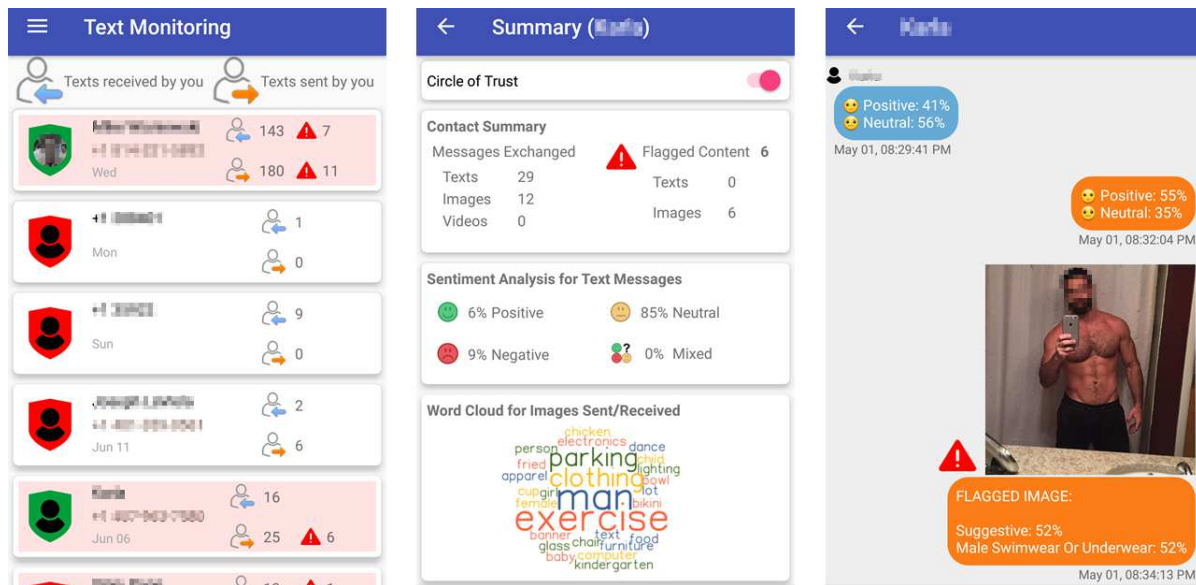 Text Monitoring
Texts received by you
Texts sent by you
143 7
Wed
180 11
1
Mon
0
9
Sun
0
2
Jun 11
6
16
Jun 06
25 6
Summary ( )
Circle of Trust
Contact Summary
Messages Exchanged
Texts 29
Images 12
Videos 0
Flagged Content 6
Texts 0
Images 6
Sentiment Analysis for Text Messages
6% Positive
85% Neutral
9% Negative
0% Mixed
Word Cloud for Images Sent/Received
chicken
electronics
person
dance
parking
child
fried
lighting
apparel
clothing
bowl
cup
girl
man
lot
female
bikini
exercise
banner
text
food
glass
chair
furniture
baby
computer
kindergarten
Positive: 41%
Neutral: 56%
May 01, 08:29:41 PM
Positive: 55%
Neutral: 35%
May 01, 08:32:04 PM
FLAGGED IMAGE:
Suggestive: 52%
Male Swimwear Or Underwear: 52%
May 01, 08:34:13 PM